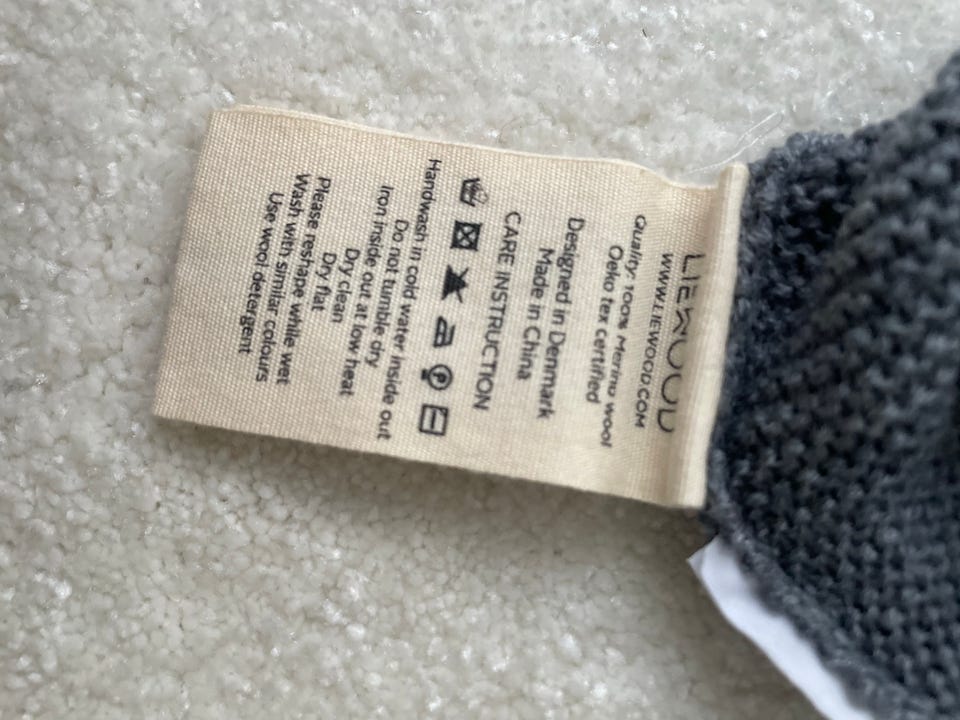 LIEWOOD
WWW.LIEWOOD.COM
Quality: 100% Merino wool
Oeko tex certified
Designed in Denmark
Made in China
CARE INSTRUCTION
Handwash in cold water inside out
Do not tumble dry
Iron inside out at low heat
Dry clean
Dry flat
Please reshape while wet
Wash with similar colours
Use wool detergent